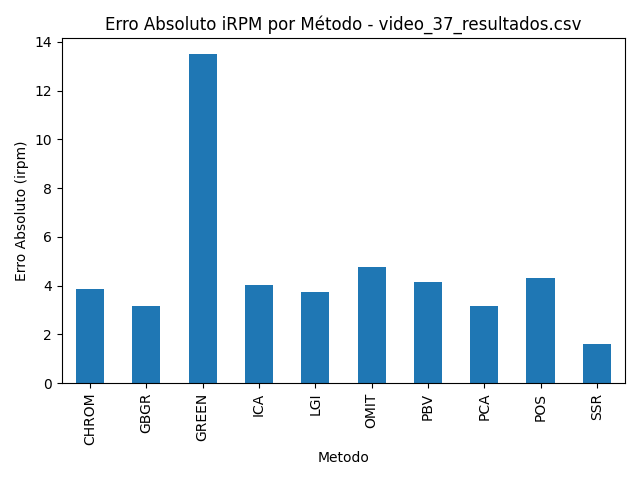 Erro Absoluto iRPM por Método - video_37_resultados.csv
Erro Absoluto (irpm)
14
12
10
8
6
4
2
0
CHROM
GBGR
GREEN
ICA
LGI
OMIT
PBV
PCA
POS
SSR
Metodo